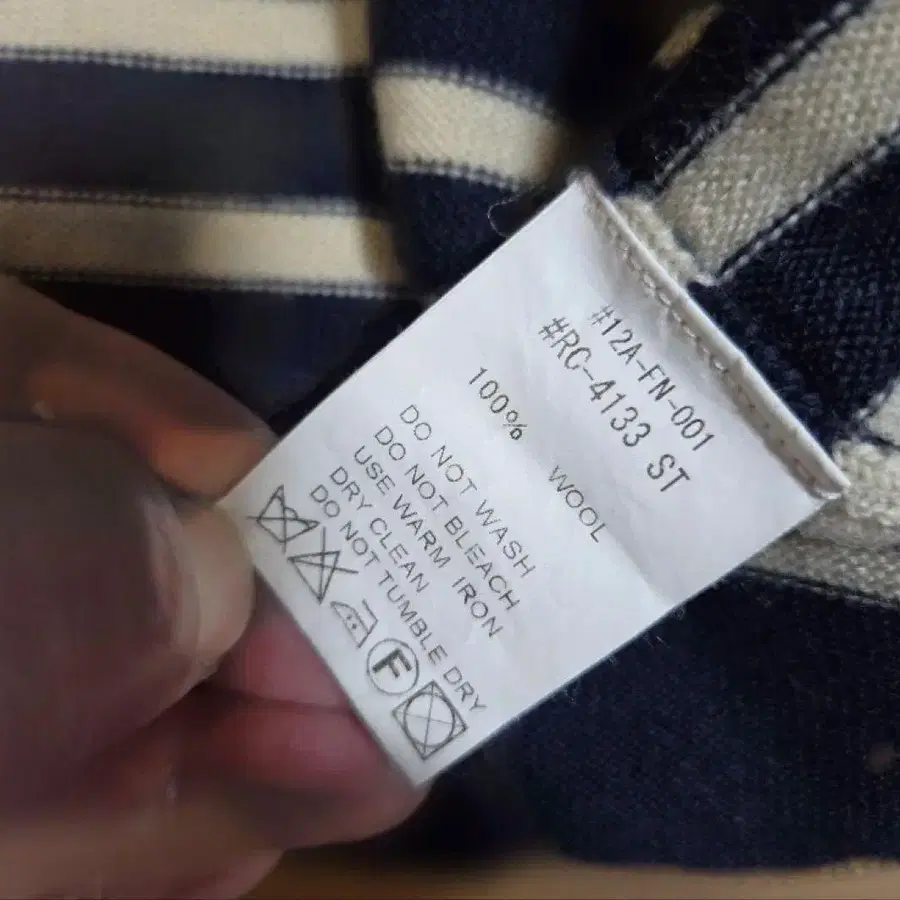 #12A-FN-001
#RC-4133 ST
100% WOOL
DO NOT WASH
DO NOT BLEACH
USE WARM IRON
DRY CLEAN
DO NOT TUMBLE DRY
F